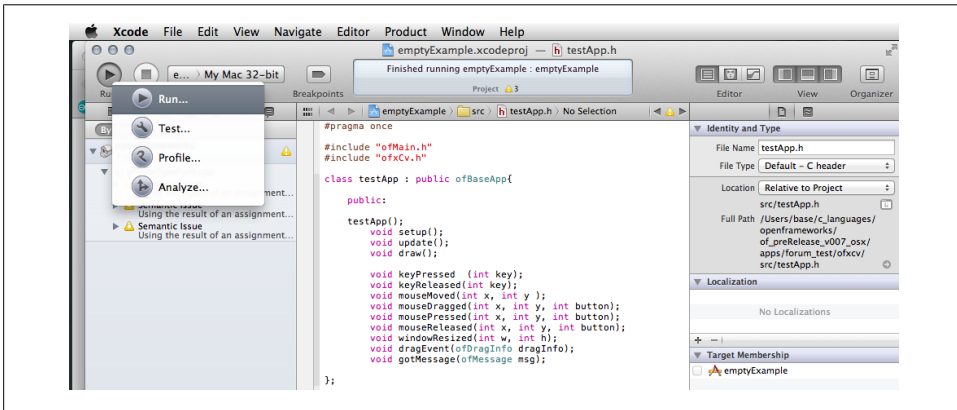 Xcode File Edit View Navigate Editor Product Window Help
emptyExample.xcodeproj — h testApp.h
e... › My Mac 32-bit
Finished running emptyExample : emptyExample
Project 3
Ru
Breakpoints
Editor View Organizer
Run...
Test...
Profile...
Analyze...
By
ment...
Semantic Issue
Using the result of an assignment...
Semantic Issue
Using the result of an assignment...
emptyExample › src › h testApp.h › No Selection
#pragma once
#include "ofMain.h"
#include "ofxCv.h"
class testApp : public ofBaseApp{
public:
testApp();
void setup();
void update();
void draw();
void keyPressed  (int key);
void keyReleased(int key);
void mouseMoved(int x, int y );
void mouseDragged(int x, int y, int button);
void mousePressed(int x, int y, int button);
void mouseReleased(int x, int y, int button);
void windowResized(int w, int h);
void dragEvent(ofDragInfo dragInfo);
void gotMessage(ofMessage msg);
};
Identity and Type
File Name testApp.h
File Type Default – C header
Location Relative to Project
src/testApp.h
Full Path /Users/base/c_languages/
openframeworks/
of_preRelease_v007_osx/
apps/forum_test/ofxcv/
src/testApp.h
Localization
No Localizations
+ −
Target Membership
emptyExample